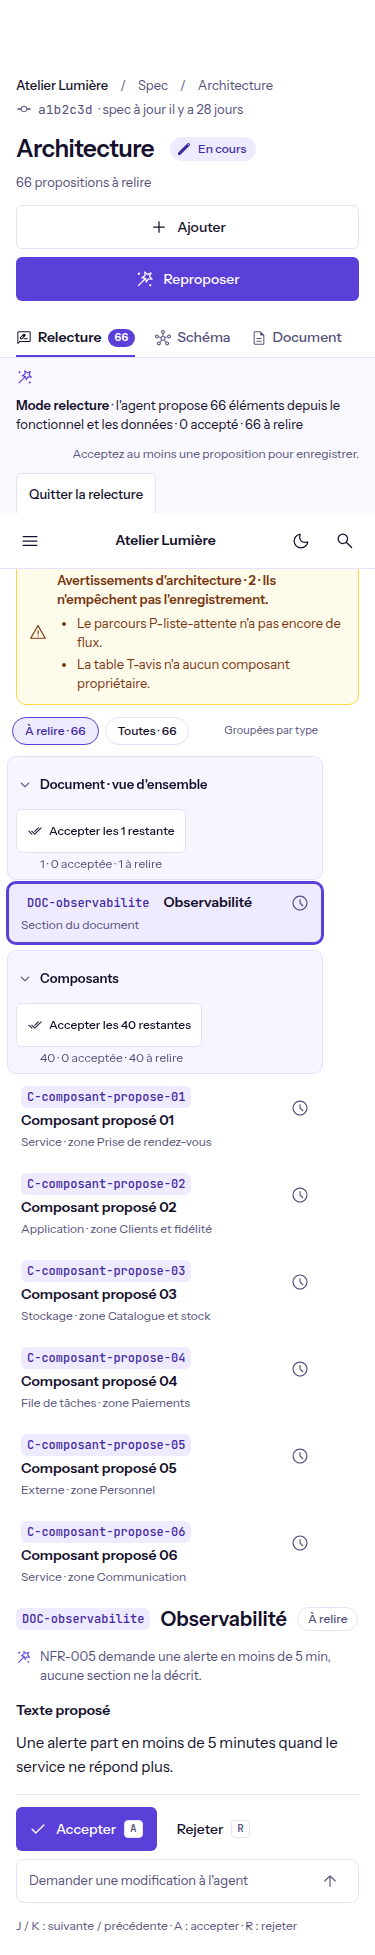 Atelier Lumière / Spec / Architecture
a1b2c3d · spec à jour il y a 28 jours
Architecture En cours
66 propositions à relire
Ajouter
Reproposer
Relecture 66 Schéma Document
Mode relecture · l'agent propose 66 éléments depuis le
fonctionnel et les données · 0 accepté · 66 à relire
Acceptez au moins une proposition pour enregistrer.
Quitter la relecture
Atelier Lumière
Avertissements d'architecture · 2 · Ils
n'empêchent pas l'enregistrement.
• Le parcours P-liste-attente n'a pas encore de
flux.
• La table T-avis n'a aucun composant
propriétaire.
À relire · 66 Toutes · 66 Groupées par type
Document · vue d'ensemble
Accepter les 1 restante
1 · 0 acceptée · 1 à relire
DOC-observabilite Observabilité
Section du document
Composants
Accepter les 40 restantes
40 · 0 acceptée · 40 à relire
C-composant-propose-01
Composant proposé 01
Service · zone Prise de rendez-vous
C-composant-propose-02
Composant proposé 02
Application · zone Clients et fidélité
C-composant-propose-03
Composant proposé 03
Stockage · zone Catalogue et stock
C-composant-propose-04
Composant proposé 04
File de tâches · zone Paiements
C-composant-propose-05
Composant proposé 05
Externe · zone Personnel
C-composant-propose-06
Composant proposé 06
Service · zone Communication
DOC-observabilite Observabilité À relire
NFR-005 demande une alerte en moins de 5 min,
aucune section ne la décrit.
Texte proposé
Une alerte part en moins de 5 minutes quand le
service ne répond plus.
Accepter A Rejeter R
Demander une modification à l'agent
J / K : suivante / précédente · A : accepter · R : rejeter